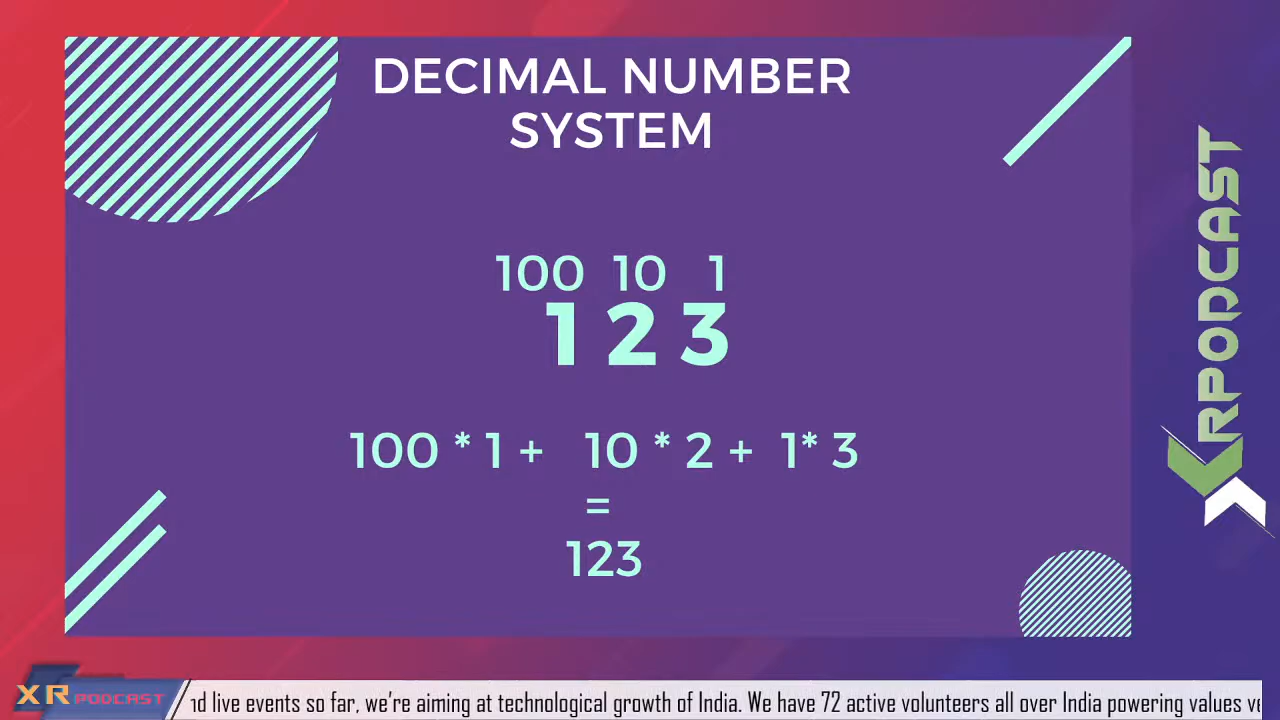 DECIMAL NUMBER
SYSTEM
100 10 1
1 2 3
100 * 1 + 10 * 2 + 1* 3
=
123
XRPODCAST
XR PODCAST
live events so far, we're aiming at technological growth of India. We have 72 active volunteers all over India powering values